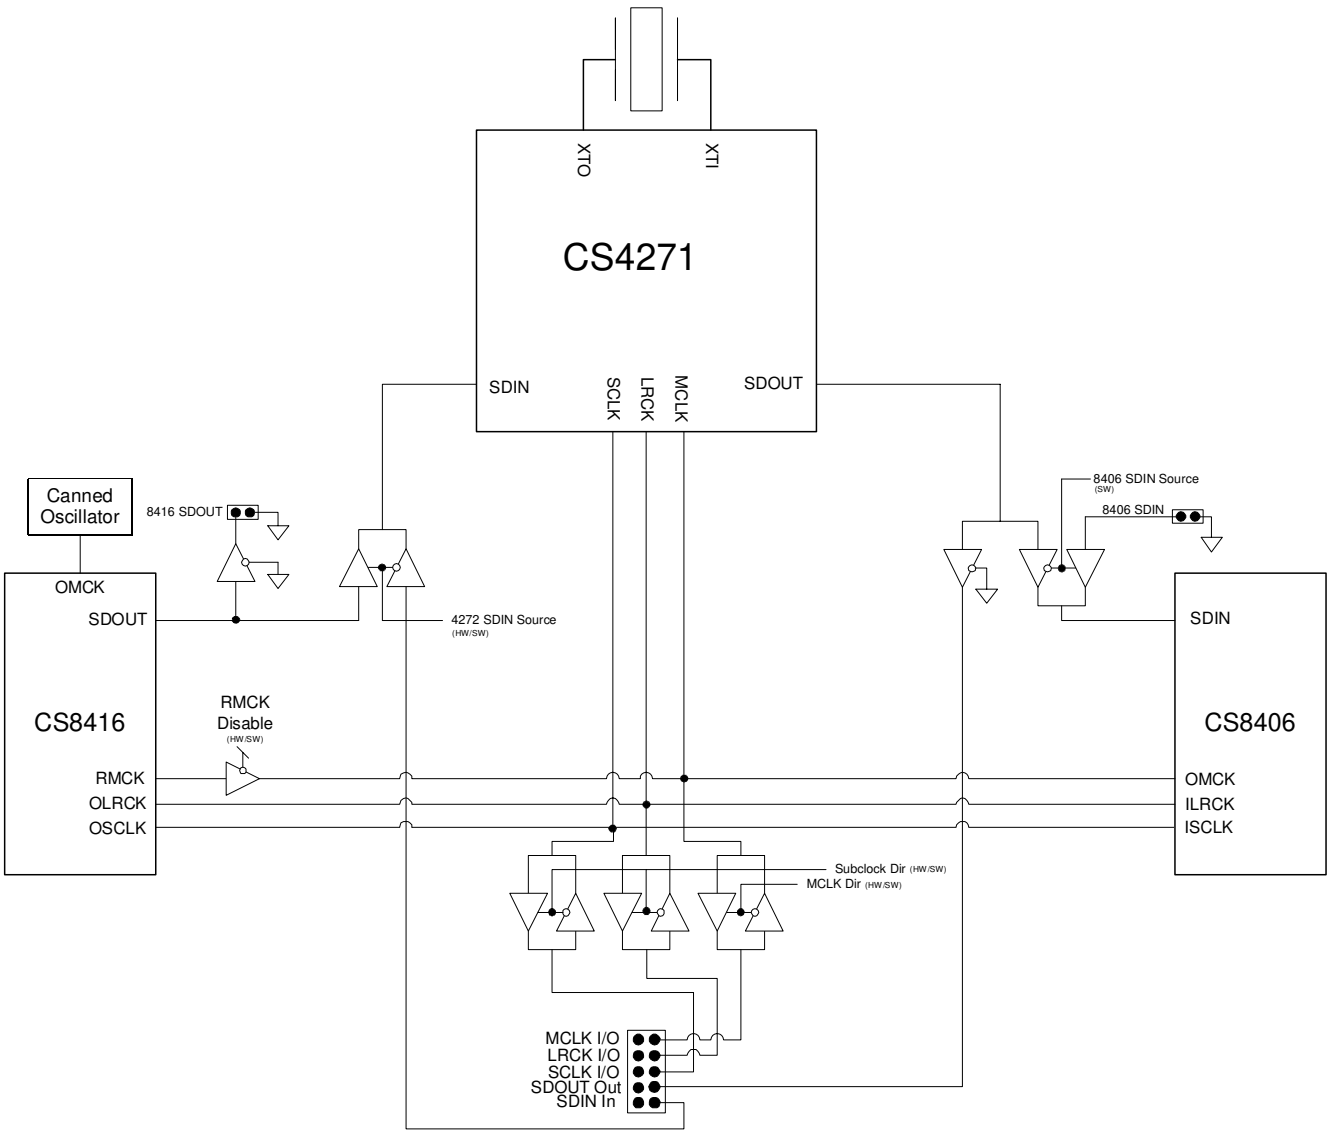 XTO
XTI
CS4271
SDIN
SCLK
LRCK
MCLK
SDOUT
Canned
Oscillator
8416 SDOUT
8406 SDIN Source
(SW)
8406 SDIN
OMCK
SDOUT
4272 SDIN Source
(HW/SW)
SDIN
CS8416
RMCK
Disable
(HW/SW)
CS8406
RMCK
OLRCK
OSCLK
OMCK
ILRCK
ISCLK
Subclock Dir (HW/SW)
MCLK Dir (HW/SW)
MCLK I/O
LRCK I/O
SCLK I/O
SDOUT Out
SDIN In